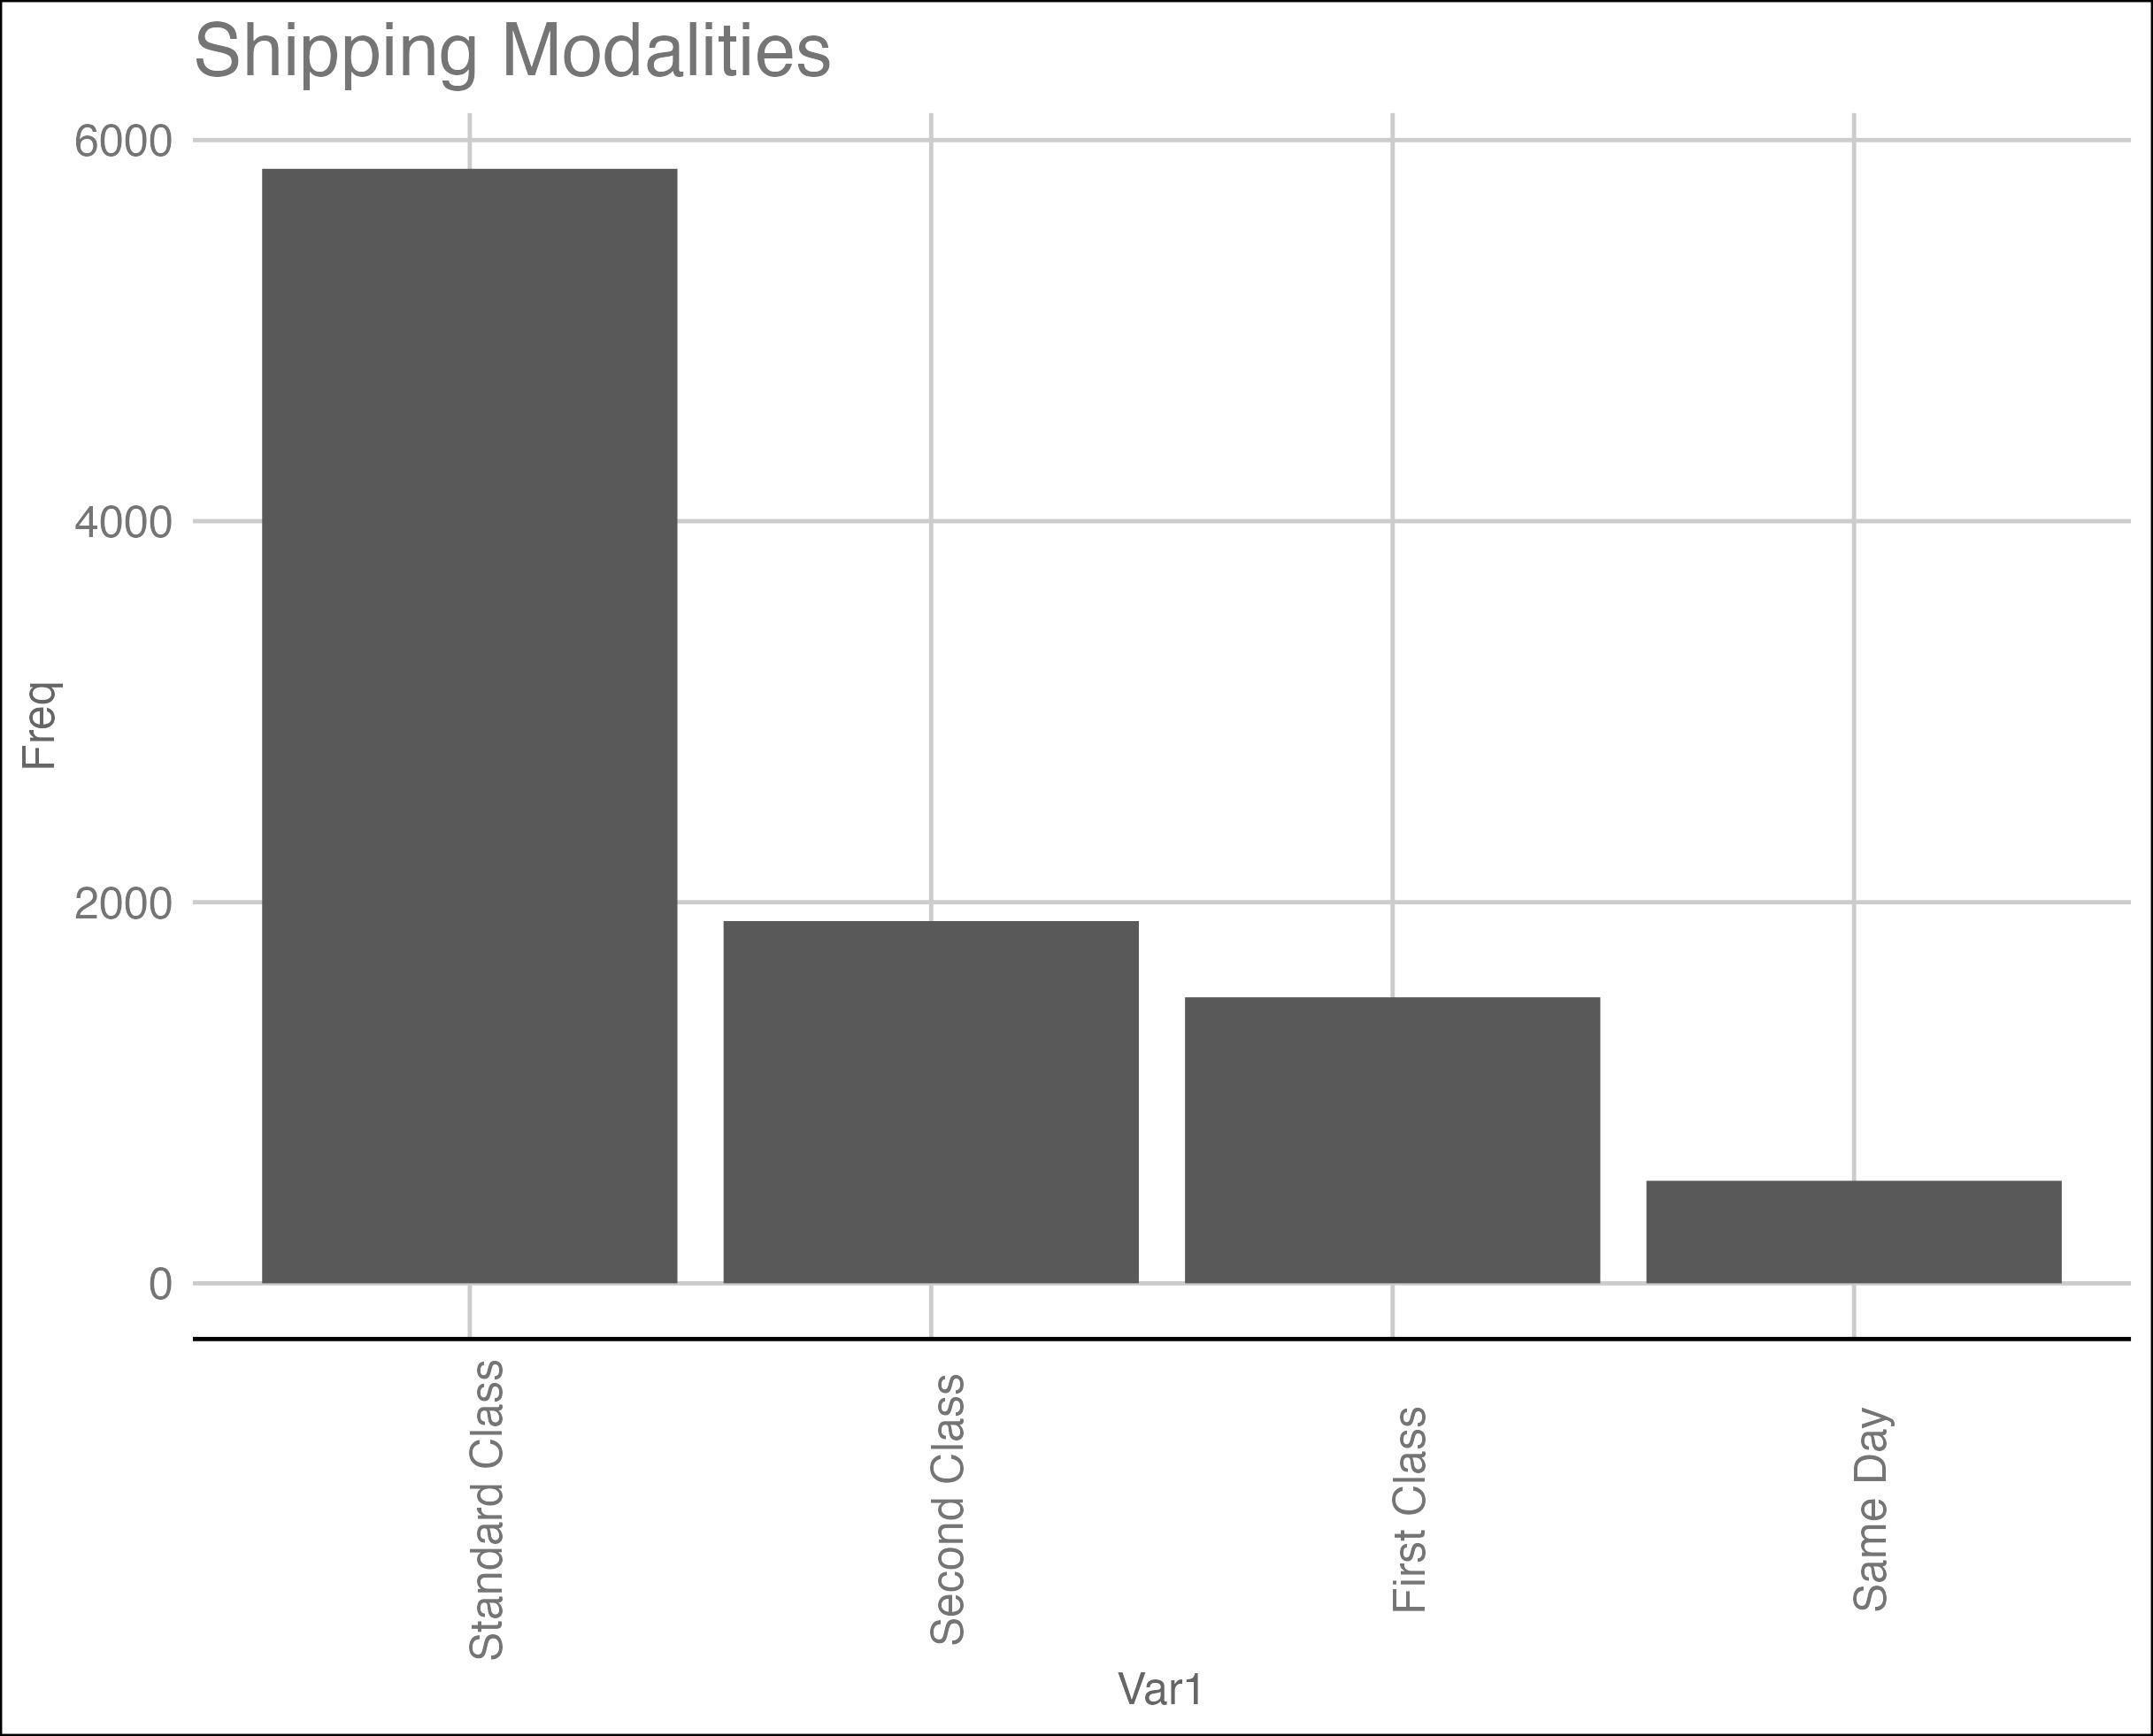 Shipping Modalities
6000
4000
2000
0
Freq
Standard Class
Second Class
First Class
Same Day
Var1